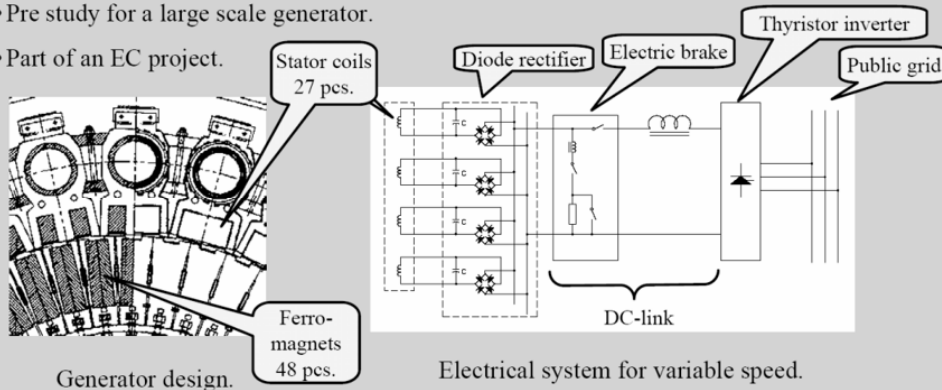 • Pre study for a large scale generator.
• Part of an EC project.
Stator coils
27 pcs.
Diode rectifier
Electric brake
Thyristor inverter
Public grid
C
C
C
C
DC-link
Ferro-
magnets
48 pcs.
Generator design.
Electrical system for variable speed.